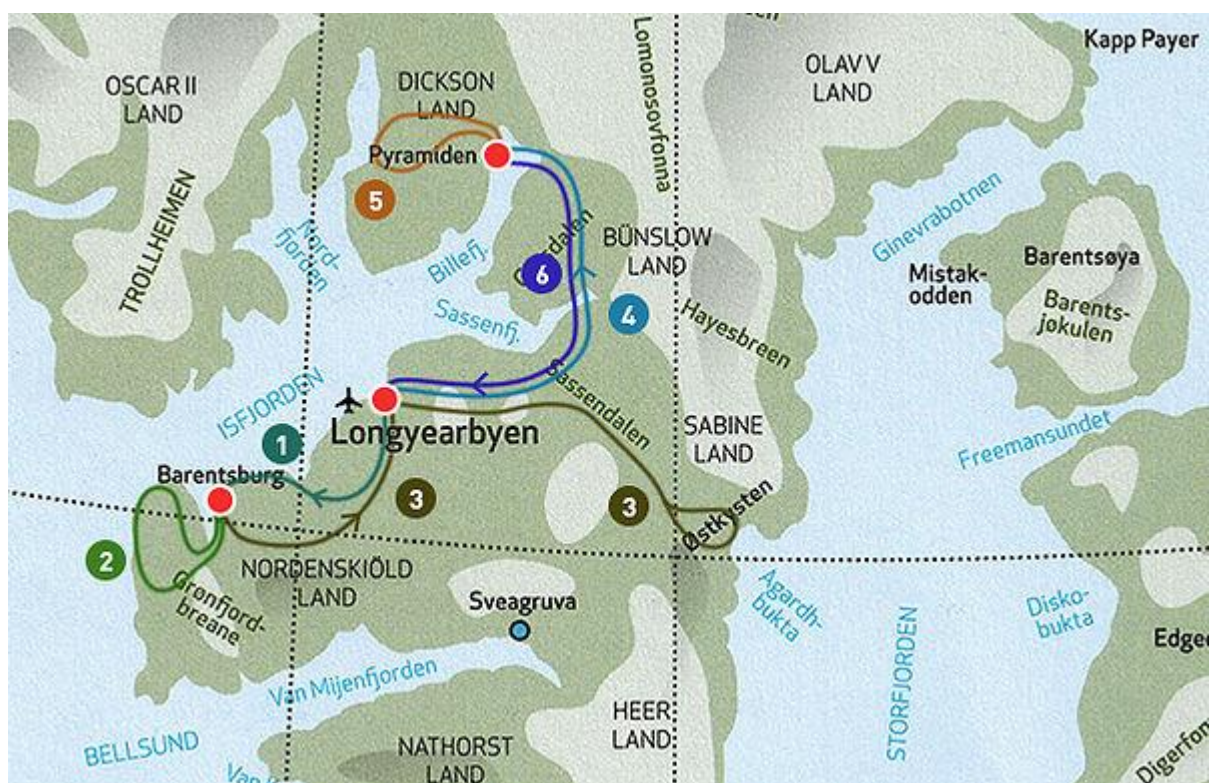 Kapp Payer
OLAV V
LAND
Lomonosovfonna
DICKSON
LAND
OSCAR II
LAND
Pyramiden
5
TROLLHEIMEN
Nord-
fjorden
Billefj.
6
BÜNSLOW
LAND
4
Sassenfj.
Ginevrabotnen
Mistak-
odden
Barentsøya
Barents-
jøkulen
Hayesbreen
ISFJORDEN
Longyearbyen
Sassendalen
SABINE
LAND
Freemansundet
1
Barentsburg
3
3
Østkysten
2
Grønfjord-
breane
NORDENSKIÖLD
LAND
Sveagruva
Agardh-
bukta
STORFJORDEN
Disko-
bukta
Van Mijenfjorden
HEER
LAND
BELLSUND
NATHORST
LAND